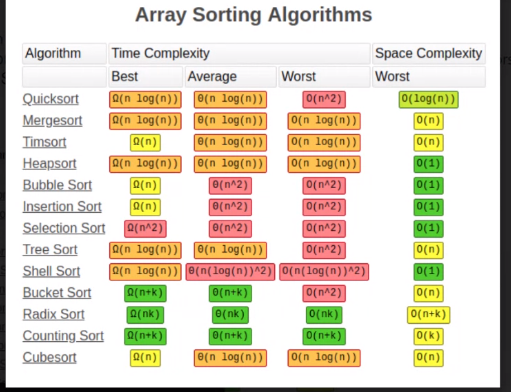 Array Sorting Algorithms
Algorithm Time Complexity Space Complexity
Best Average Worst Worst
Quicksort Ω(n log(n)) Θ(n log(n)) O(n^2) O(log(n))
Mergesort Ω(n log(n)) Θ(n log(n)) O(n log(n)) O(n)
Timsort Ω(n) Θ(n log(n)) O(n log(n)) O(n)
Heapsort Ω(n log(n)) Θ(n log(n)) O(n log(n)) O(1)
Bubble Sort Ω(n) Θ(n^2) O(n^2) O(1)
Insertion Sort Ω(n) Θ(n^2) O(n^2) O(1)
Selection Sort Ω(n^2) Θ(n^2) O(n^2) O(1)
Tree Sort Ω(n log(n)) Θ(n log(n)) O(n^2) O(n)
Shell Sort Ω(n log(n)) Θ(n(log(n))^2) O(n(log(n))^2) O(1)
Bucket Sort Ω(n+k) Θ(n+k) O(n^2) O(n)
Radix Sort Ω(nk) Θ(nk) O(nk) O(n+k)
Counting Sort Ω(n+k) Θ(n+k) O(n+k) O(k)
Cubesort Ω(n) Θ(n log(n)) O(n log(n)) O(n)